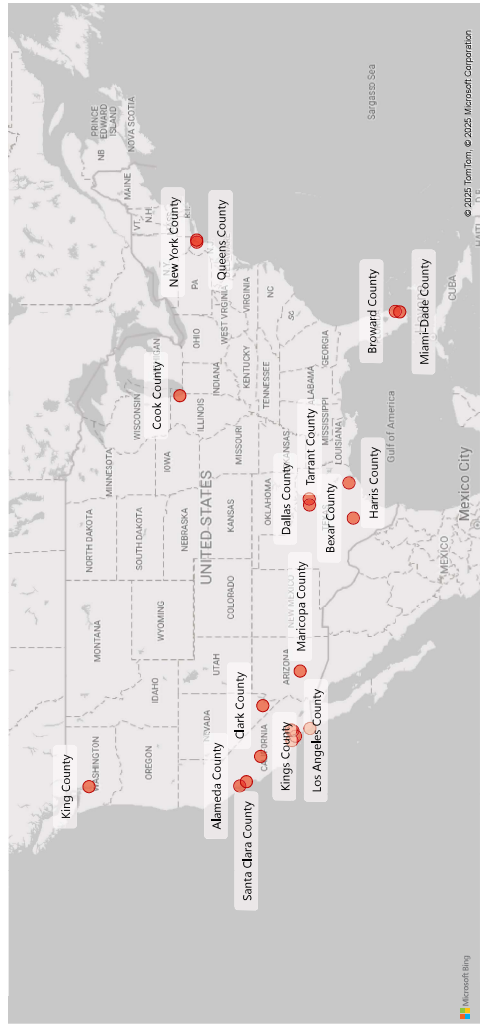 PRINCE
EDWARD
ISLAND
NB
NOVA SCOTIA
MAINE
VT
N.H.
King County
WASHINGTON
MONTANA
NORTH DAKOTA
MINNESOTA
OREGON
IDAHO
WYOMING
SOUTH DAKOTA
WISCONSIN
Cook County
New York County
NEBRASKA
IOWA
ILLINOIS
INDIANA
OHIO
PA
Queens County
UNITED STATES
Alameda County
UTAH
COLORADO
KANSAS
MISSOURI
KENTUCKY
WEST VIRGINIA
VIRGINIA
Santa Clara County
Clark County
OKLAHOMA
TENNESSEE
NC
SC
Kings County
ARIZONA
NEW MEXICO
Dallas County
Maricopa County
Los Angeles County
Tarrant County
ALABAMA
GEORGIA
MISSISSIPPI
Bexar County
LOUISIANA
Harris County
Gulf of America
Broward County
Miami-Dade County
Sargasso Sea
MEXICO
Mexico City
CUBA
Microsoft Bing
© 2025 TomTom, © 2025 Microsoft Corporation